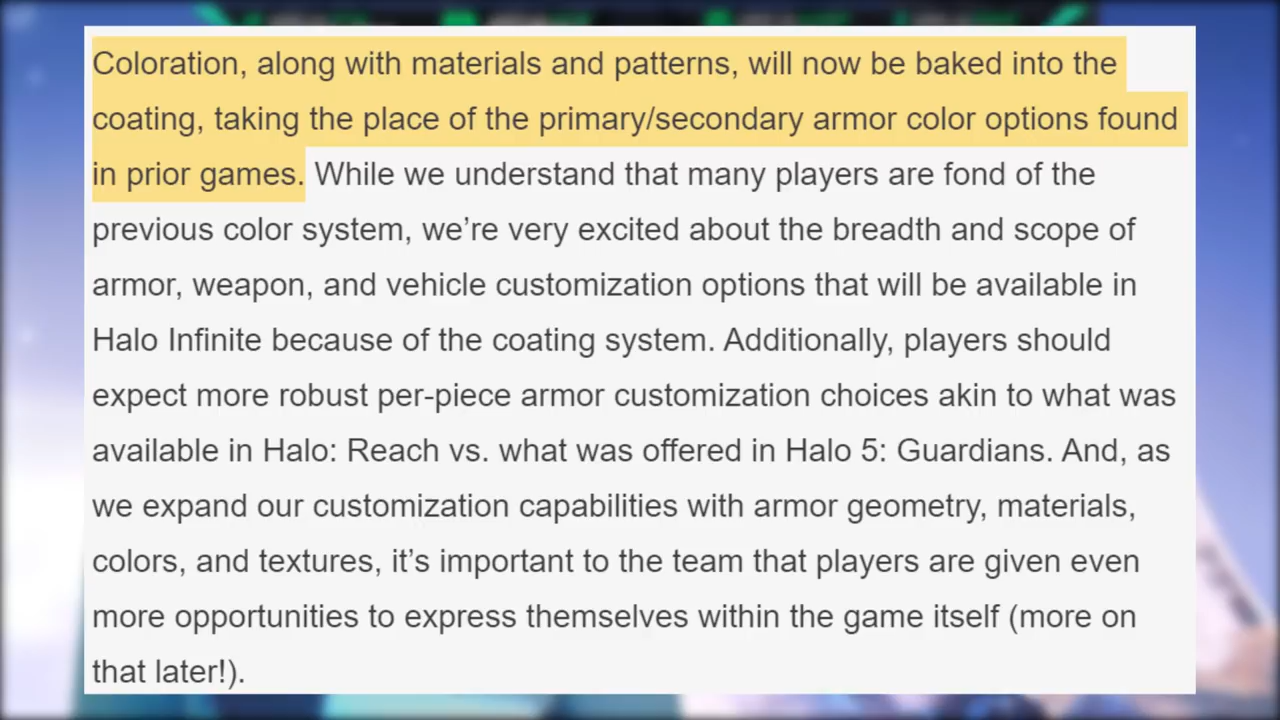 Coloration, along with materials and patterns, will now be baked into the
coating, taking the place of the primary/secondary armor color options found
in prior games. While we understand that many players are fond of the
previous color system, we’re very excited about the breadth and scope of
armor, weapon, and vehicle customization options that will be available in
Halo Infinite because of the coating system. Additionally, players should
expect more robust per-piece armor customization choices akin to what was
available in Halo: Reach vs. what was offered in Halo 5: Guardians. And, as
we expand our customization capabilities with armor geometry, materials,
colors, and textures, it’s important to the team that players are given even
more opportunities to express themselves within the game itself (more on
that later!).